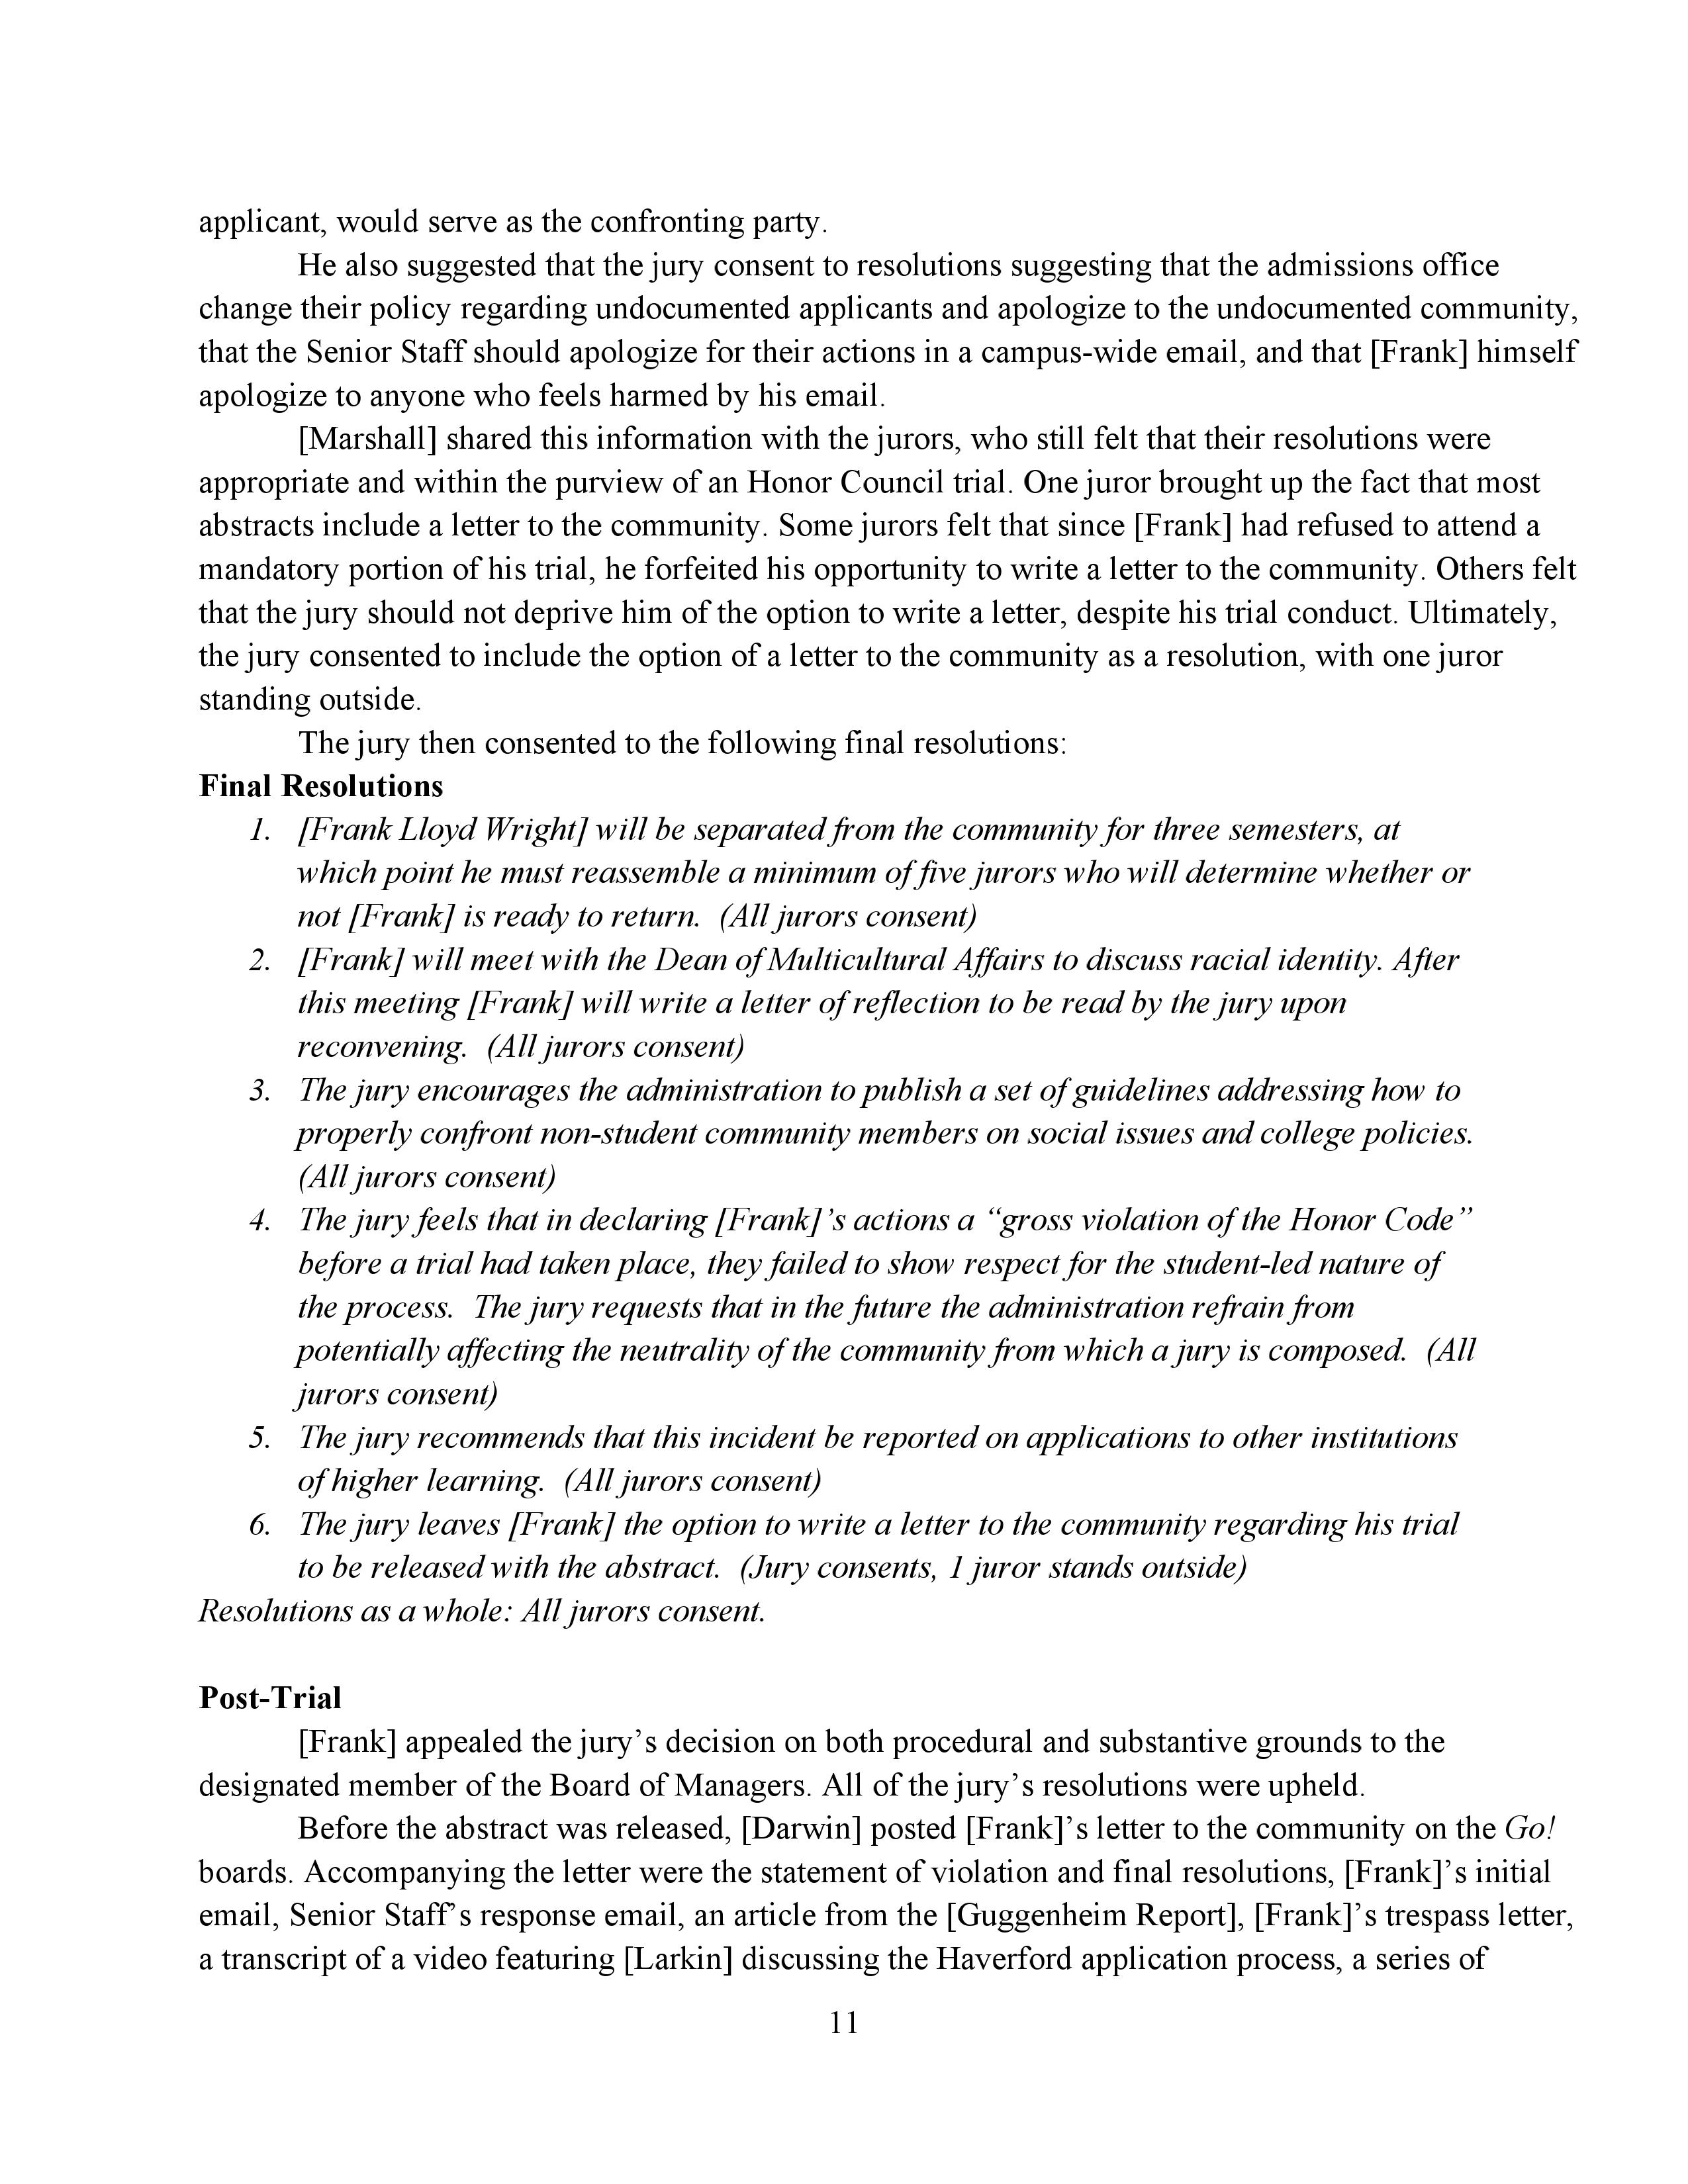 applicant, would serve as the confronting party.
He also suggested that the jury consent to resolutions suggesting that the admissions office
change their policy regarding undocumented applicants and apologize to the undocumented community,
that the Senior Staff should apologize for their actions in a campus-wide email, and that [Frank] himself
apologize to anyone who feels harmed by his email.
[Marshall] shared this information with the jurors, who still felt that their resolutions were
appropriate and within the purview of an Honor Council trial. One juror brought up the fact that most
abstracts include a letter to the community. Some jurors felt that since [Frank] had refused to attend a
mandatory portion of his trial, he forfeited his opportunity to write a letter to the community. Others felt
that the jury should not deprive him of the option to write a letter, despite his trial conduct. Ultimately,
the jury consented to include the option of a letter to the community as a resolution, with one juror
standing outside.
The jury then consented to the following final resolutions:
Final Resolutions
1. [Frank Lloyd Wright] will be separated from the community for three semesters, at
which point he must reassemble a minimum of five jurors who will determine whether or
not [Frank] is ready to return. (All jurors consent)
2. [Frank] will meet with the Dean of Multicultural Affairs to discuss racial identity. After
this meeting [Frank] will write a letter of reflection to be read by the jury upon
reconvening. (All jurors consent)
3. The jury encourages the administration to publish a set of guidelines addressing how to
properly confront non-student community members on social issues and college policies.
(All jurors consent)
4. The jury feels that in declaring [Frank]’s actions a “gross violation of the Honor Code”
before a trial had taken place, they failed to show respect for the student-led nature of
the process. The jury requests that in the future the administration refrain from
potentially affecting the neutrality of the community from which a jury is composed. (All
jurors consent)
5. The jury recommends that this incident be reported on applications to other institutions
of higher learning. (All jurors consent)
6. The jury leaves [Frank] the option to write a letter to the community regarding his trial
to be released with the abstract. (Jury consents, 1 juror stands outside)
Resolutions as a whole: All jurors consent.
Post-Trial
[Frank] appealed the jury’s decision on both procedural and substantive grounds to the
designated member of the Board of Managers. All of the jury’s resolutions were upheld.
Before the abstract was released, [Darwin] posted [Frank]’s letter to the community on the Go!
boards. Accompanying the letter were the statement of violation and final resolutions, [Frank]’s initial
email, Senior Staff’s response email, an article from the [Guggenheim Report], [Frank]’s trespass letter,
a transcript of a video featuring [Larkin] discussing the Haverford application process, a series of
11